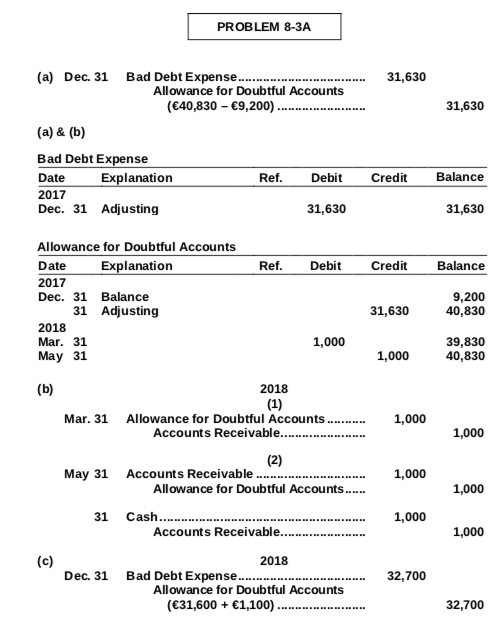 PROBLEM 8-3A
(a) Dec. 31 Bad Debt Expense...................................... 31,630
Allowance for Doubtful Accounts
(€40,830 – €9,200) .......................... 31,630
(a) & (b)
Bad Debt Expense
Date Explanation Ref. Debit Credit Balance
2017
Dec. 31 Adjusting 31,630 31,630
Allowance for Doubtful Accounts
Date Explanation Ref. Debit Credit Balance
2017
Dec. 31 Balance 9,200
31 Adjusting 31,630 40,830
2018
Mar. 31 1,000 39,830
May 31 1,000 40,830
(b) 2018
(1)
Mar. 31 Allowance for Doubtful Accounts ........... 1,000
Accounts Receivable......................... 1,000
(2)
May 31 Accounts Receivable ................................ 1,000
Allowance for Doubtful Accounts...... 1,000
31 Cash............................................................. 1,000
Accounts Receivable......................... 1,000
(c) 2018
Dec. 31 Bad Debt Expense...................................... 32,700
Allowance for Doubtful Accounts
(€31,600 + €1,100) .......................... 32,700